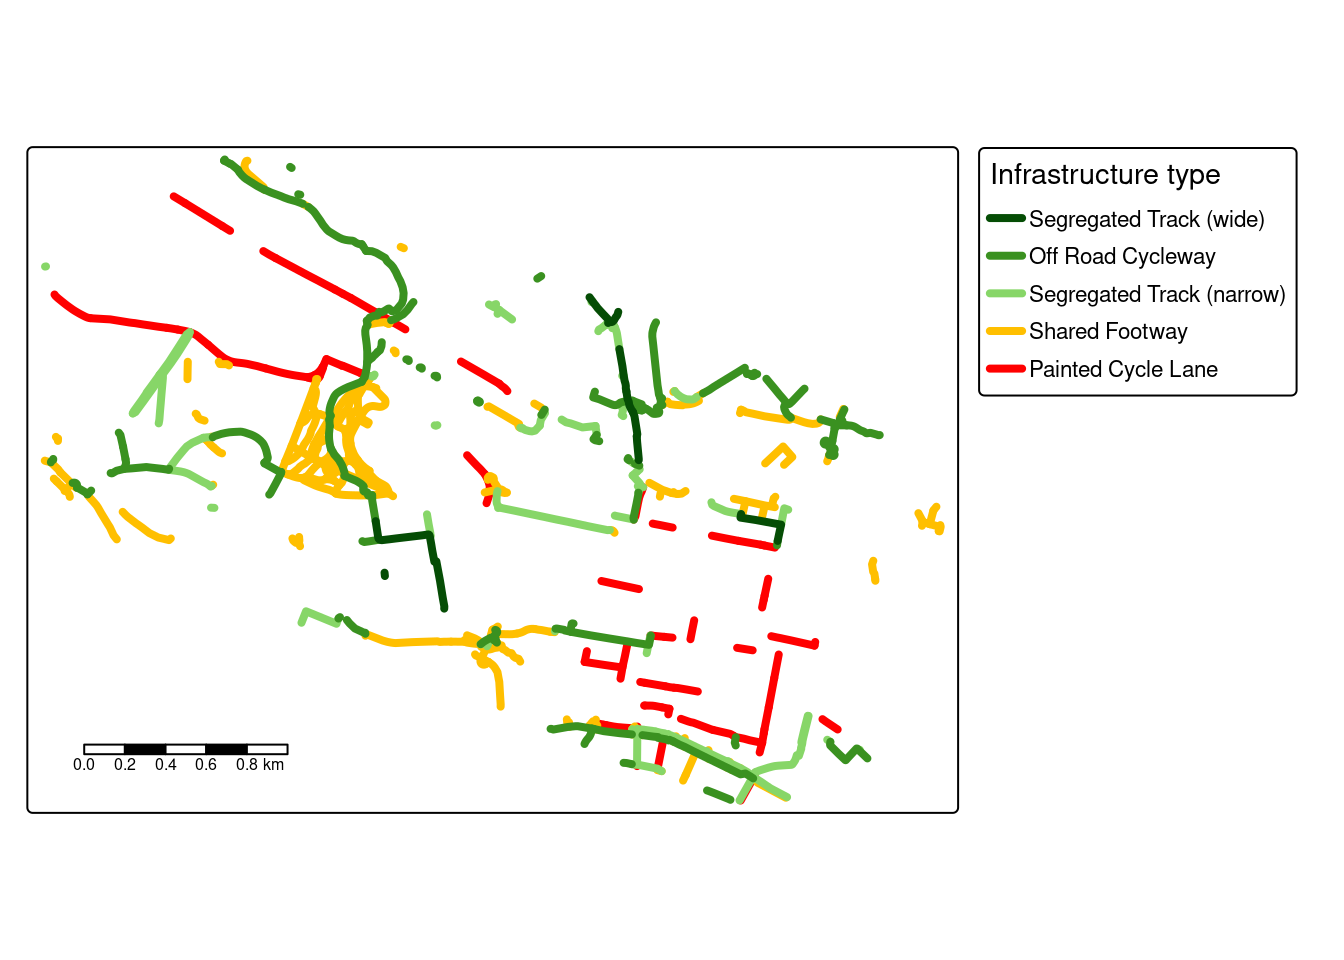 Infrastructure type
Segregated Track (wide)
Off Road Cycleway
Segregated Track (narrow)
Shared Footway
Painted Cycle Lane
0.0 0.2 0.4 0.6 0.8 km